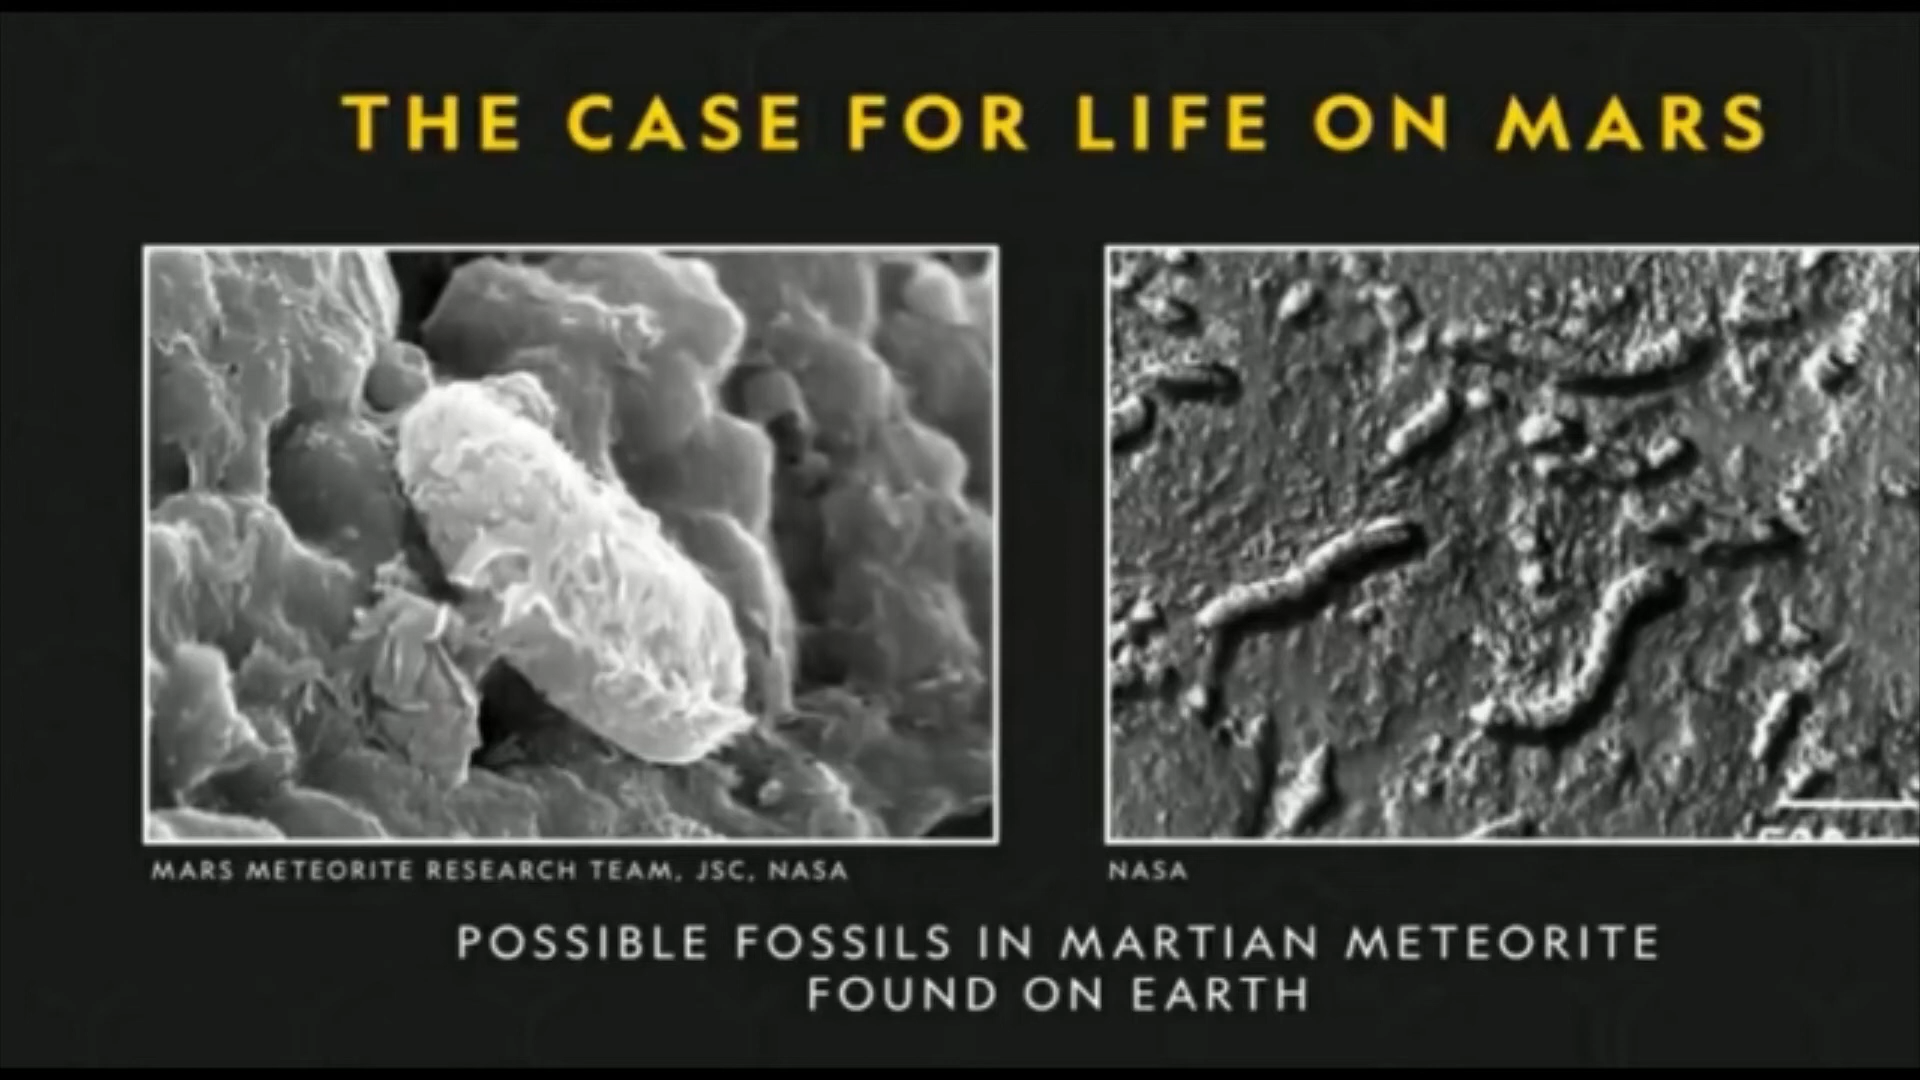 THE CASE FOR LIFE ON MARS
MARS METEORITE RESEARCH TEAM, JSC, NASA
NASA
POSSIBLE FOSSILS IN MARTIAN METEORITE
FOUND ON EARTH